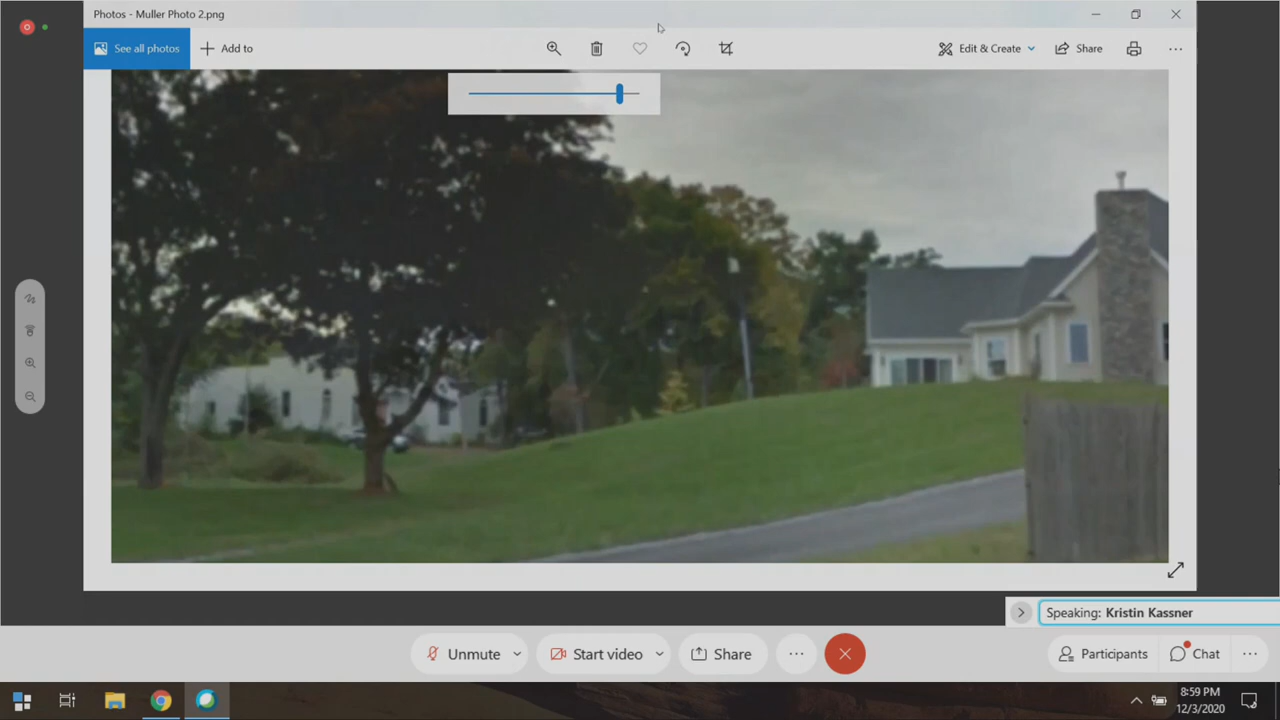 Photos - Muller Photo 2.png
See all photos
Add to
Edit & Create
Share
Speaking: Kristin Kassner
Unmute
Start video
Share
Participants
Chat
8:59 PM
12/3/2020